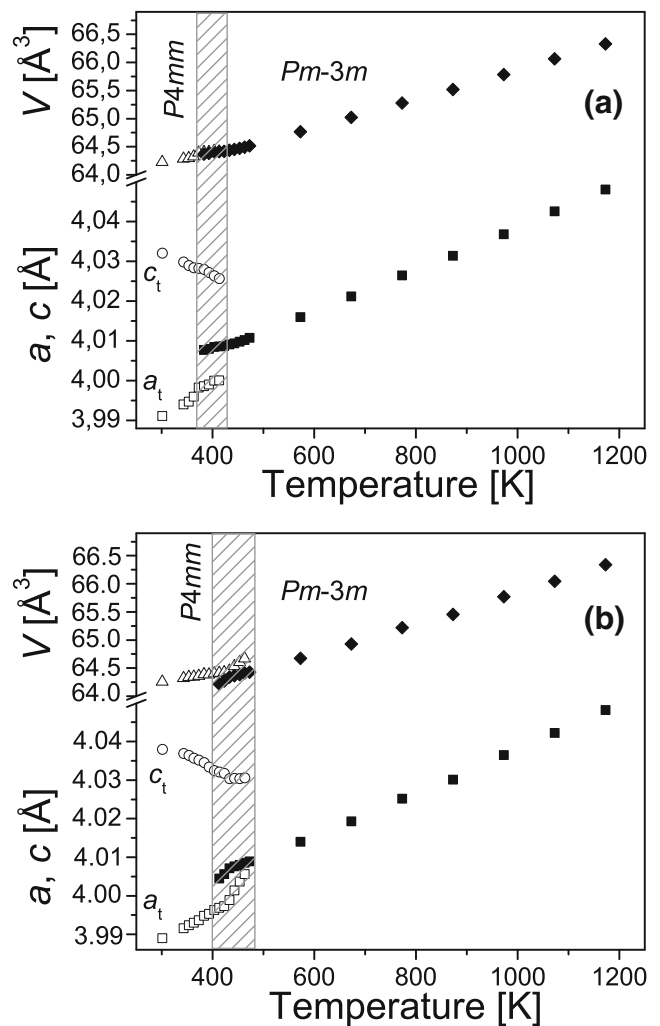 V [Å³]
66,5
66,0
65,5
65,0
64,5
64,0
P4mm
Pm-3m
(a)
a, c [Å]
4,04
4,03
4,02
4,01
4,00
3,99
c_t
a_t
400 600 800 1000 1200
Temperature [K]
V [Å³]
66.5
66.0
65.5
65.0
64.5
64.0
P4mm
Pm-3m
(b)
a, c [Å]
4.04
4.03
4.02
4.01
4.00
3.99
c_t
a_t
400 600 800 1000 1200
Temperature [K]